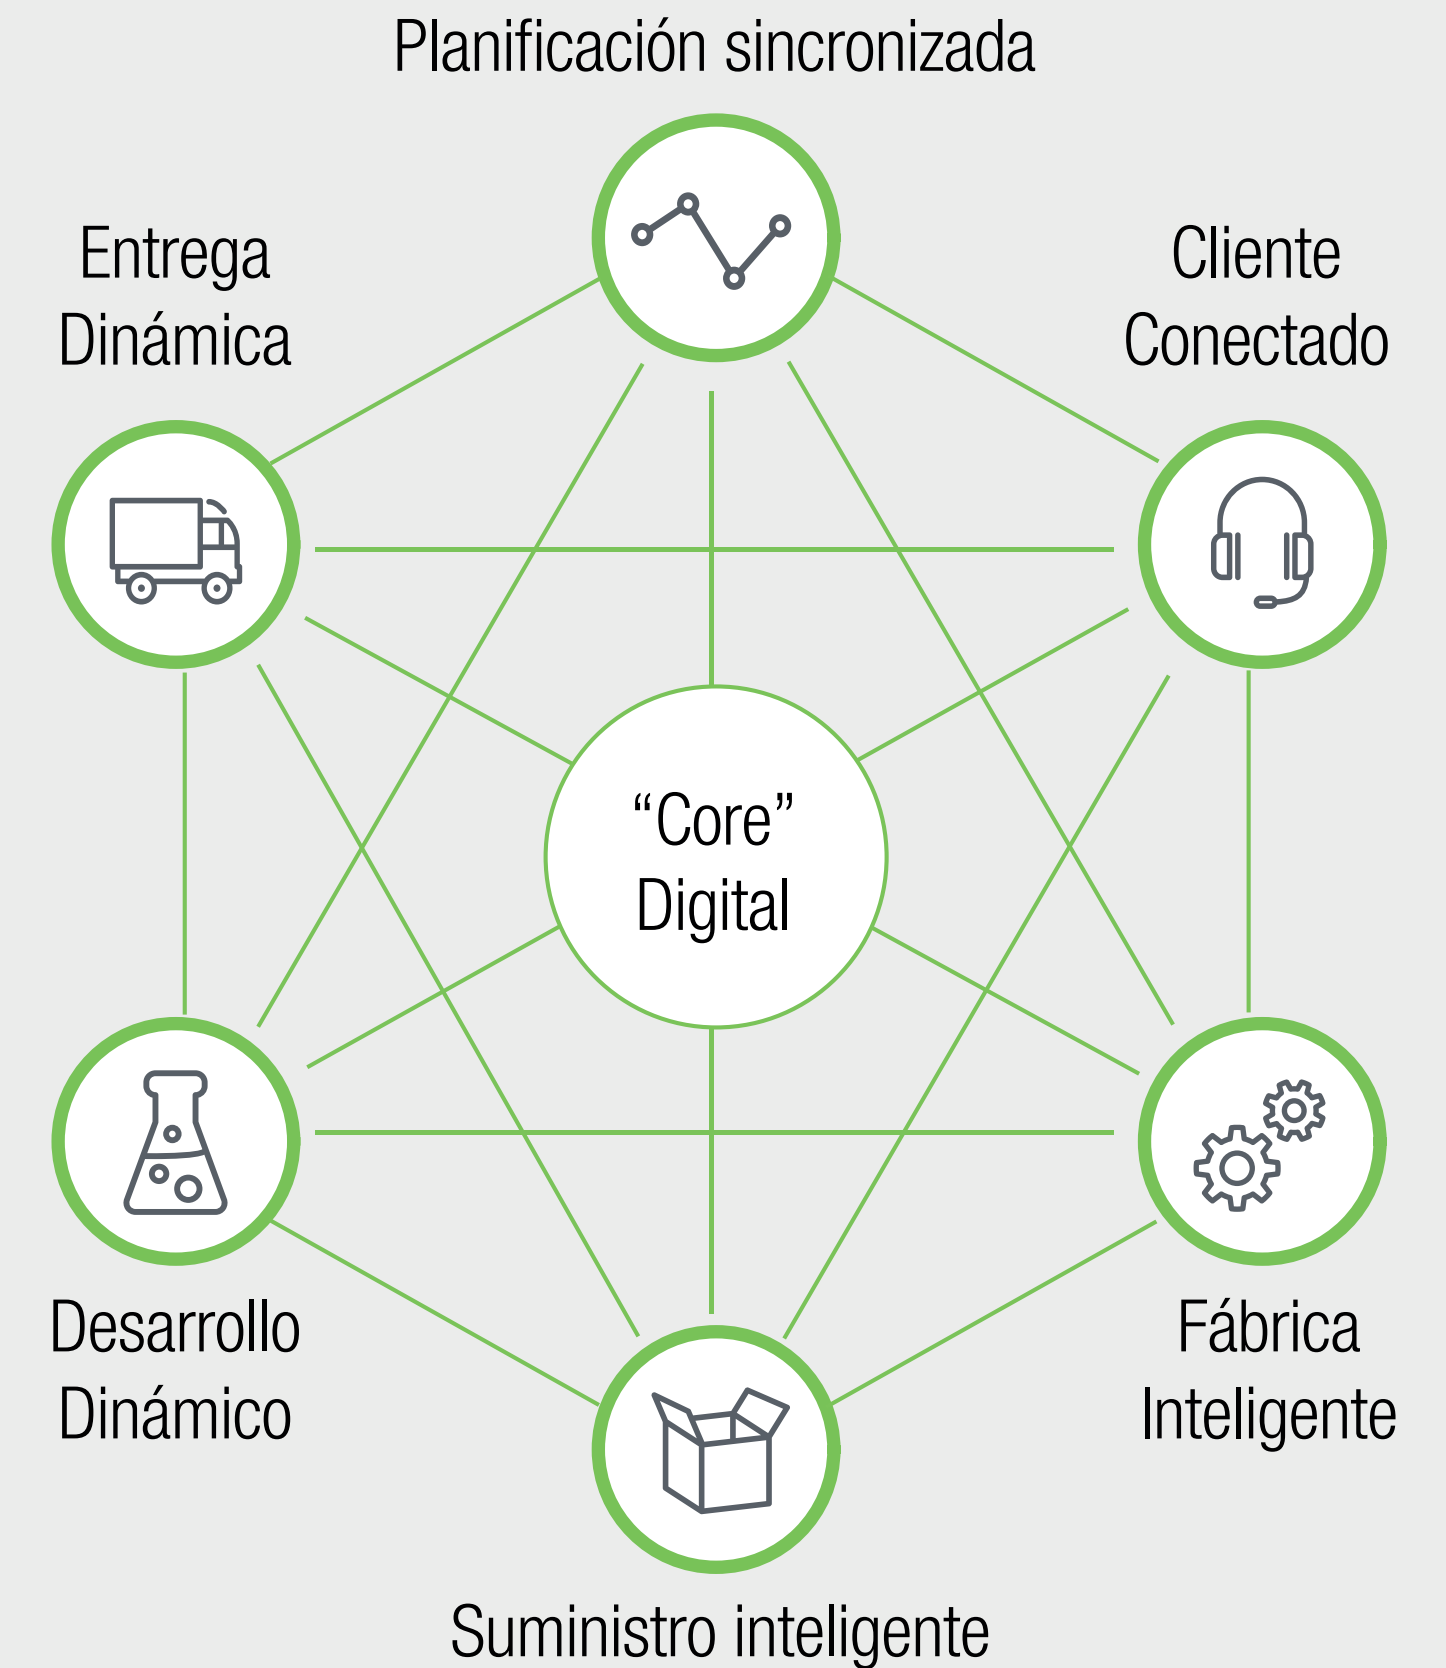 Planificación sincronizada
Entrega
Dinámica
Cliente
Conectado
“Core”
Digital
Desarrollo
Dinámico
Fábrica
Inteligente
Suministro inteligente